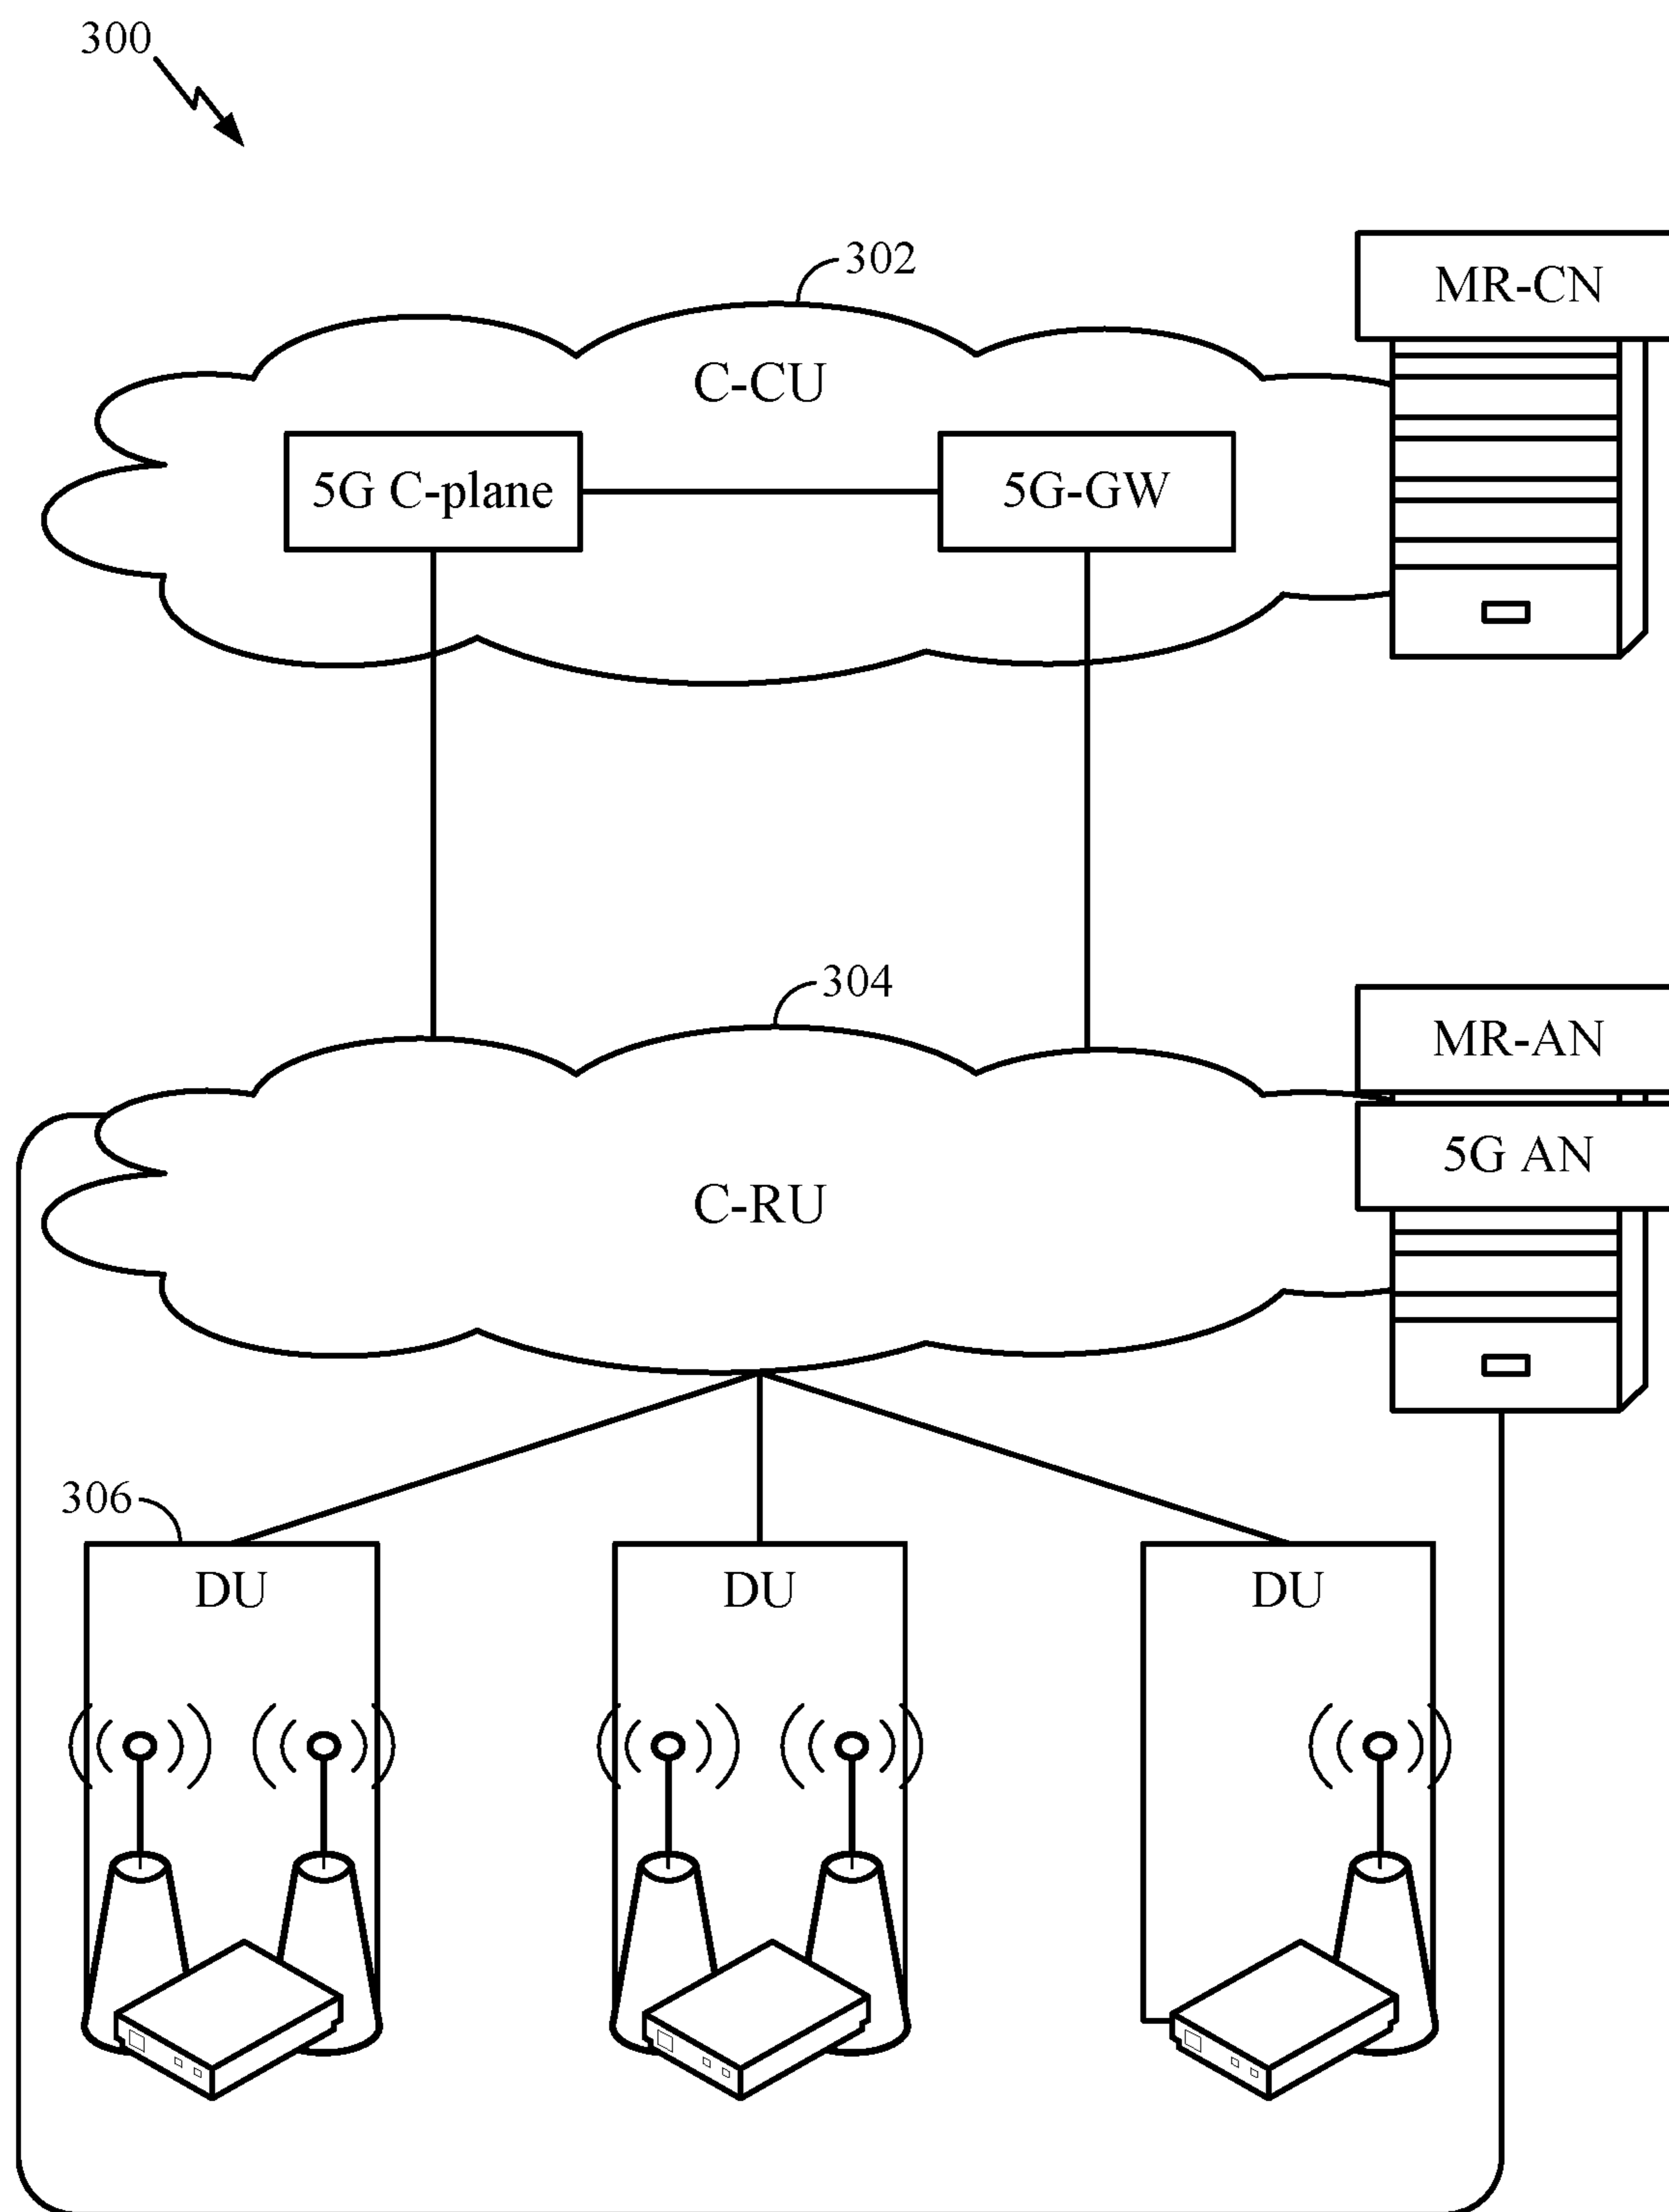 300
302
MR-CN
C-CU
5G C-plane
5G-GW
304
MR-AN
5G AN
C-RU
306
DU
DU
DU